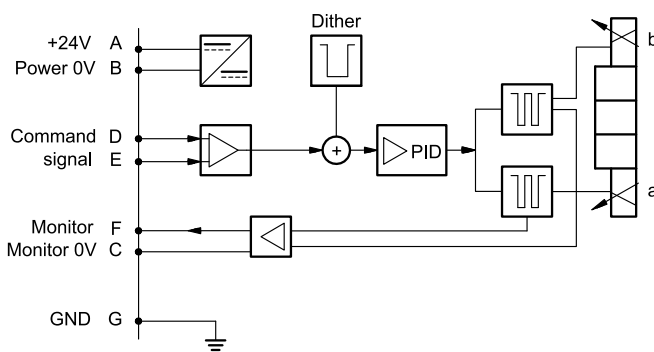 Dither
+24V A
Power 0V B
b
Command D
signal E
+
PID
a
Monitor F
Monitor 0V C
GND G